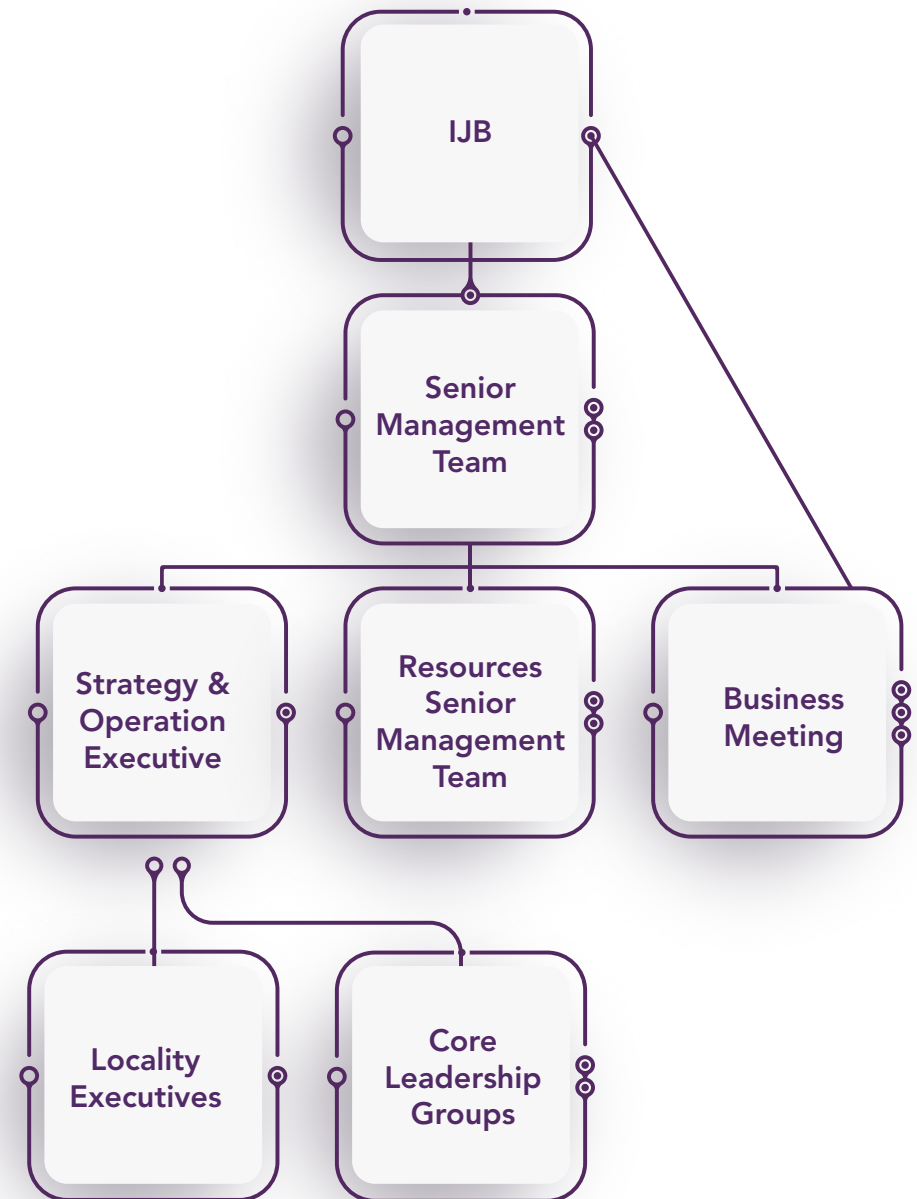 IJB
Senior
Management
Team
Strategy &
Operation
Executive
Resources
Senior
Management
Team
Business
Meeting
Locality
Executives
Core
Leadership
Groups